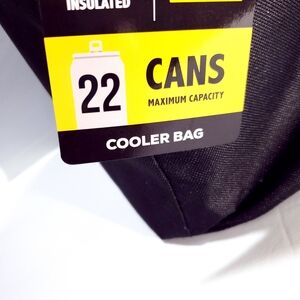 INSULATED
22 CANS
MAXIMUM CAPACITY
COOLER BAG